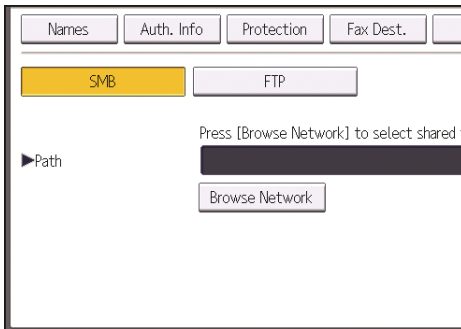 Names Auth. Info Protection Fax Dest.
SMB FTP
Press [Browse Network] to select shared
▶Path
Browse Network